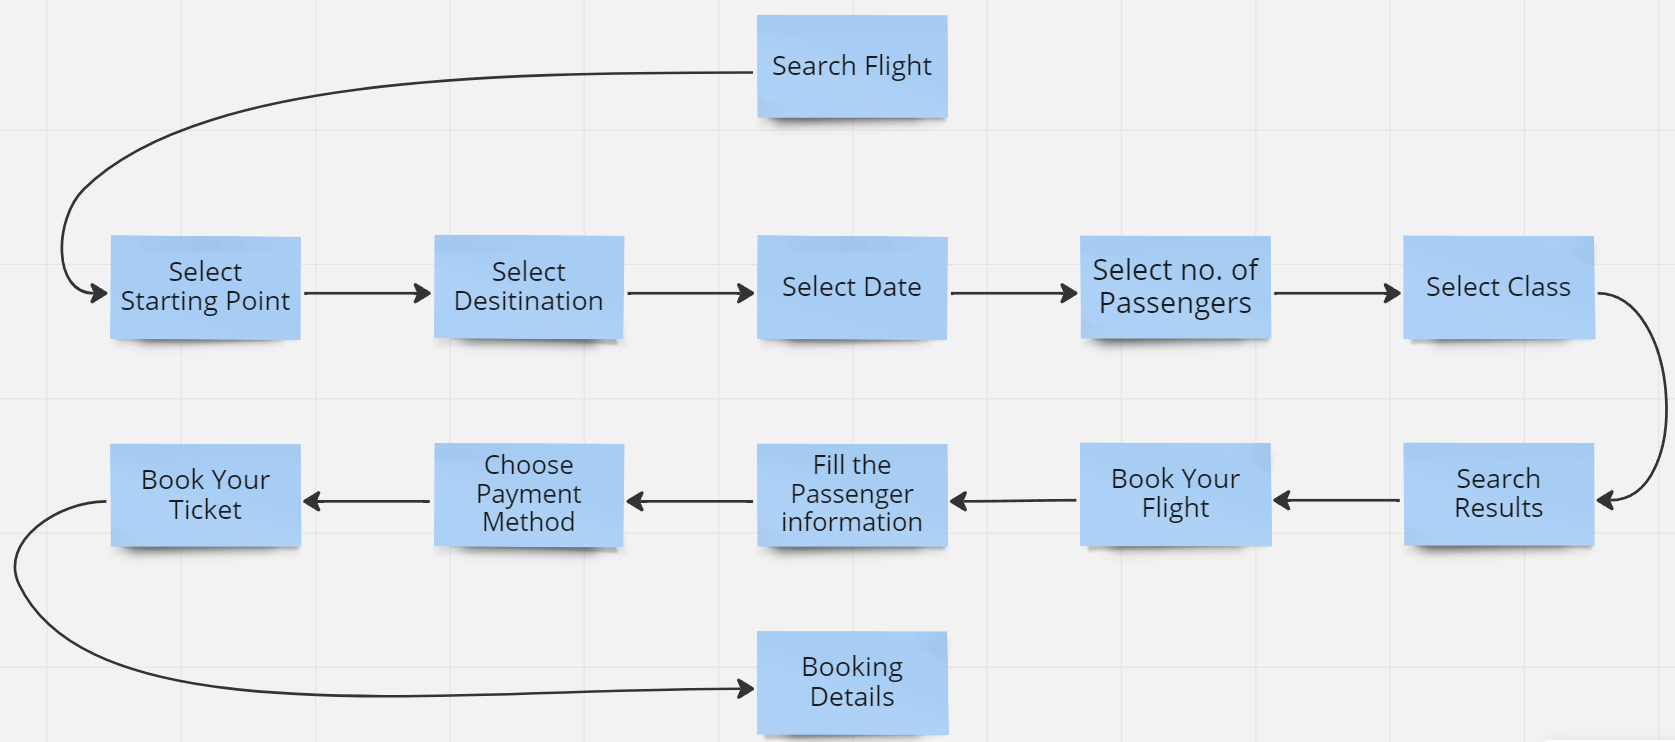 Search Flight
Select
Starting Point
Select
Desitination
Select Date
Select no. of
Passengers
Select Class
Search
Results
Book Your
Flight
Fill the
Passenger
information
Choose
Payment
Method
Book Your
Ticket
Booking
Details